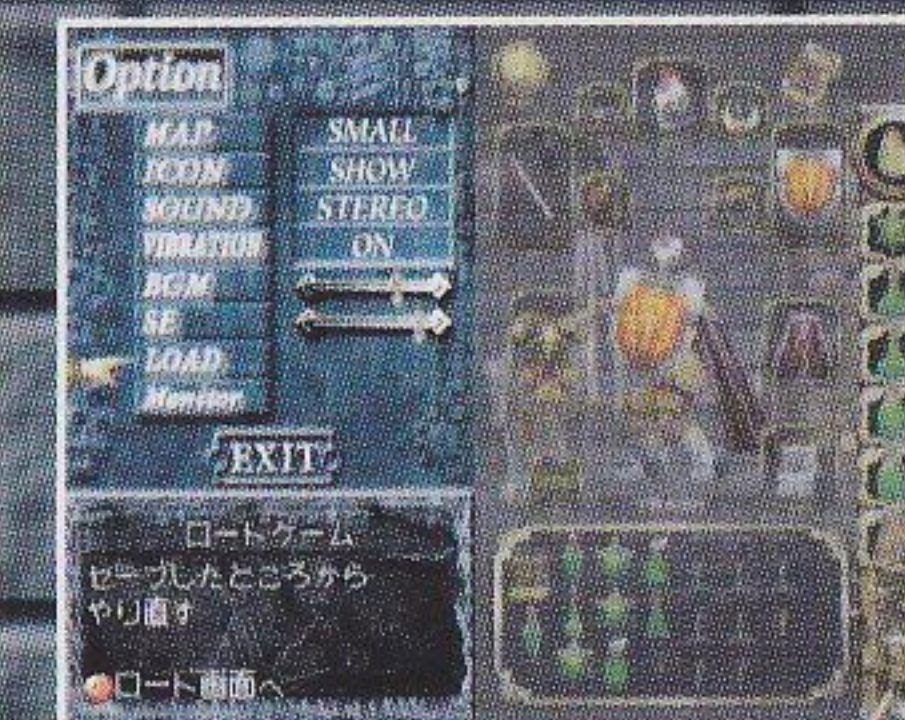 Option
MAP SMALL
ICON SHOW
SOUND STEREO
VIBRATION ON
BGM
SE
LOAD
Monitor
EXIT
ロードゲーム
セーブしたところから
やり直す
ロード画面へ